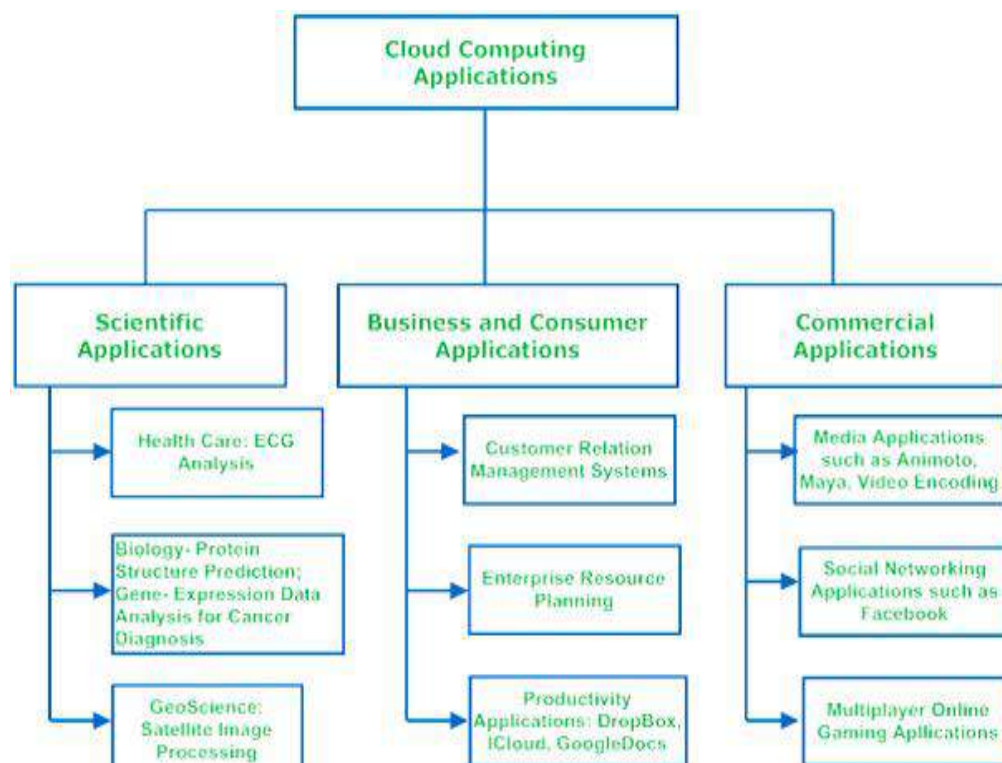 Cloud Computing
Applications
Scientific
Applications
Health Care: ECG
Analysis
Biology- Protein
Structure Prediction;
Gene- Expression Data
Analysis for Cancer
Diagnosis
GeoScience:
Satellite Image
Processing
Business and Consumer
Applications
Customer Relation
Management Systems
Enterprise Resource
Planning
Productivity
Applications: DropBox,
ICloud, GoogleDocs
Commercial
Applications
Media Applications
such as Animoto,
Maya, Video Encoding
Social Networking
Applications such as
Facebook
Multiplayer Online
Gaming Apllications